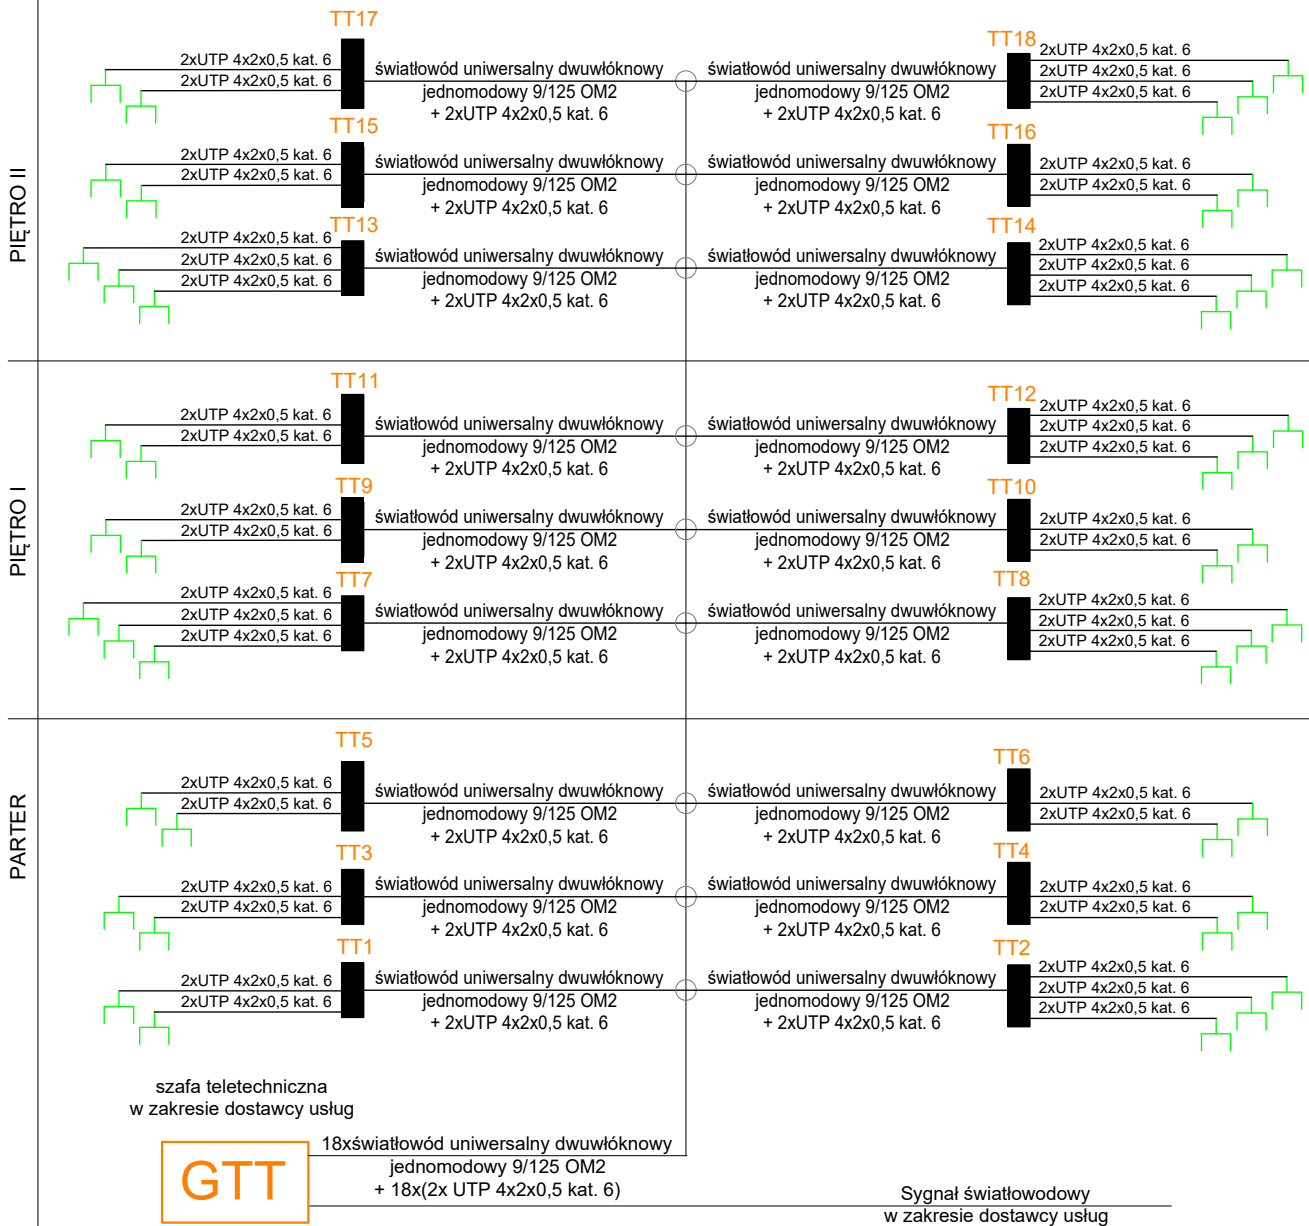 PIĘTRO II
TT17
2xUTP 4x2x0,5 kat. 6
2xUTP 4x2x0,5 kat. 6
światłowód uniwersalny dwuwłóknowy
jednomodowy 9/125 OM2
+ 2xUTP 4x2x0,5 kat. 6
światłowód uniwersalny dwuwłóknowy
jednomodowy 9/125 OM2
+ 2xUTP 4x2x0,5 kat. 6
TT18
2xUTP 4x2x0,5 kat. 6
2xUTP 4x2x0,5 kat. 6
2xUTP 4x2x0,5 kat. 6
TT15
2xUTP 4x2x0,5 kat. 6
2xUTP 4x2x0,5 kat. 6
światłowód uniwersalny dwuwłóknowy
jednomodowy 9/125 OM2
+ 2xUTP 4x2x0,5 kat. 6
światłowód uniwersalny dwuwłóknowy
jednomodowy 9/125 OM2
+ 2xUTP 4x2x0,5 kat. 6
TT16
2xUTP 4x2x0,5 kat. 6
2xUTP 4x2x0,5 kat. 6
TT13
2xUTP 4x2x0,5 kat. 6
2xUTP 4x2x0,5 kat. 6
2xUTP 4x2x0,5 kat. 6
światłowód uniwersalny dwuwłóknowy
jednomodowy 9/125 OM2
+ 2xUTP 4x2x0,5 kat. 6
światłowód uniwersalny dwuwłóknowy
jednomodowy 9/125 OM2
+ 2xUTP 4x2x0,5 kat. 6
TT14
2xUTP 4x2x0,5 kat. 6
2xUTP 4x2x0,5 kat. 6
2xUTP 4x2x0,5 kat. 6
PIĘTRO I
TT11
2xUTP 4x2x0,5 kat. 6
2xUTP 4x2x0,5 kat. 6
światłowód uniwersalny dwuwłóknowy
jednomodowy 9/125 OM2
+ 2xUTP 4x2x0,5 kat. 6
światłowód uniwersalny dwuwłóknowy
jednomodowy 9/125 OM2
+ 2xUTP 4x2x0,5 kat. 6
TT12
2xUTP 4x2x0,5 kat. 6
2xUTP 4x2x0,5 kat. 6
2xUTP 4x2x0,5 kat. 6
TT9
2xUTP 4x2x0,5 kat. 6
2xUTP 4x2x0,5 kat. 6
światłowód uniwersalny dwuwłóknowy
jednomodowy 9/125 OM2
+ 2xUTP 4x2x0,5 kat. 6
światłowód uniwersalny dwuwłóknowy
jednomodowy 9/125 OM2
+ 2xUTP 4x2x0,5 kat. 6
TT10
2xUTP 4x2x0,5 kat. 6
2xUTP 4x2x0,5 kat. 6
TT7
2xUTP 4x2x0,5 kat. 6
2xUTP 4x2x0,5 kat. 6
2xUTP 4x2x0,5 kat. 6
światłowód uniwersalny dwuwłóknowy
jednomodowy 9/125 OM2
+ 2xUTP 4x2x0,5 kat. 6
światłowód uniwersalny dwuwłóknowy
jednomodowy 9/125 OM2
+ 2xUTP 4x2x0,5 kat. 6
TT8
2xUTP 4x2x0,5 kat. 6
2xUTP 4x2x0,5 kat. 6
2xUTP 4x2x0,5 kat. 6
PARTER
TT5
2xUTP 4x2x0,5 kat. 6
2xUTP 4x2x0,5 kat. 6
światłowód uniwersalny dwuwłóknowy
jednomodowy 9/125 OM2
+ 2xUTP 4x2x0,5 kat. 6
światłowód uniwersalny dwuwłóknowy
jednomodowy 9/125 OM2
+ 2xUTP 4x2x0,5 kat. 6
TT6
2xUTP 4x2x0,5 kat. 6
2xUTP 4x2x0,5 kat. 6
TT3
2xUTP 4x2x0,5 kat. 6
2xUTP 4x2x0,5 kat. 6
światłowód uniwersalny dwuwłóknowy
jednomodowy 9/125 OM2
+ 2xUTP 4x2x0,5 kat. 6
światłowód uniwersalny dwuwłóknowy
jednomodowy 9/125 OM2
+ 2xUTP 4x2x0,5 kat. 6
TT4
2xUTP 4x2x0,5 kat. 6
2xUTP 4x2x0,5 kat. 6
TT1
2xUTP 4x2x0,5 kat. 6
2xUTP 4x2x0,5 kat. 6
światłowód uniwersalny dwuwłóknowy
jednomodowy 9/125 OM2
+ 2xUTP 4x2x0,5 kat. 6
światłowód uniwersalny dwuwłóknowy
jednomodowy 9/125 OM2
+ 2xUTP 4x2x0,5 kat. 6
TT2
2xUTP 4x2x0,5 kat. 6
2xUTP 4x2x0,5 kat. 6
2xUTP 4x2x0,5 kat. 6
szafa teletechniczna
w zakresie dostawcy usług
GTT
18xświatłowód uniwersalny dwuwłóknowy
jednomodowy 9/125 OM2
+ 18x(2x UTP 4x2x0,5 kat. 6)
Sygnał światłowodowy
w zakresie dostawcy usług